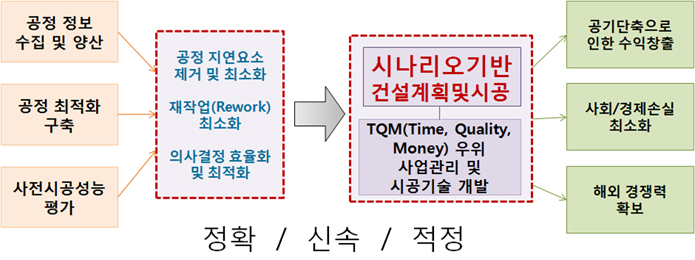 공정 정보
수집 및 양산
공정 최적화
구축
사전시공성능
평가
공정 지연요소
제거 및 최소화
재작업(Rework)
최소화
의사결정 효율화
및 최적화
시나리오기반
건설계획및시공
TQM(Time, Quality,
Money) 우위
사업관리 및
시공기술 개발
공기단축으로
인한 수익창출
사회/경제손실
최소화
해외 경쟁력
확보
정확 / 신속 / 적정